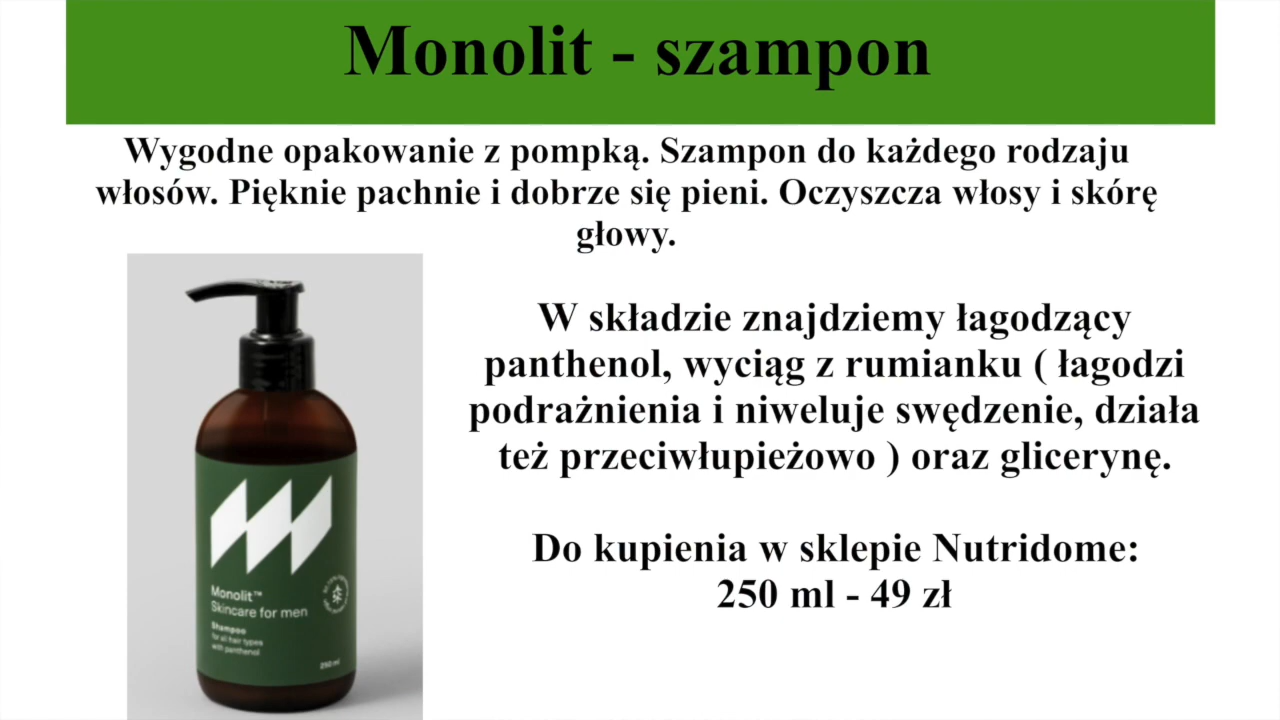 Monolit - szampon
Wygodne opakowanie z pompką. Szampon do każdego rodzaju
włosów. Pięknie pachnie i dobrze się pieni. Oczyszcza włosy i skórę
głowy.
W składzie znajdziemy łagodzący
panthenol, wyciąg z rumianku ( łagodzi
podrażnienia i niweluje swędzenie, działa
też przeciwłupieżowo ) oraz glicerynę.
Do kupienia w sklepie Nutridome:
250 ml - 49 zł
Monolit™
Skincare for men
Shampoo
for all hair types
with panthenol
250 ml